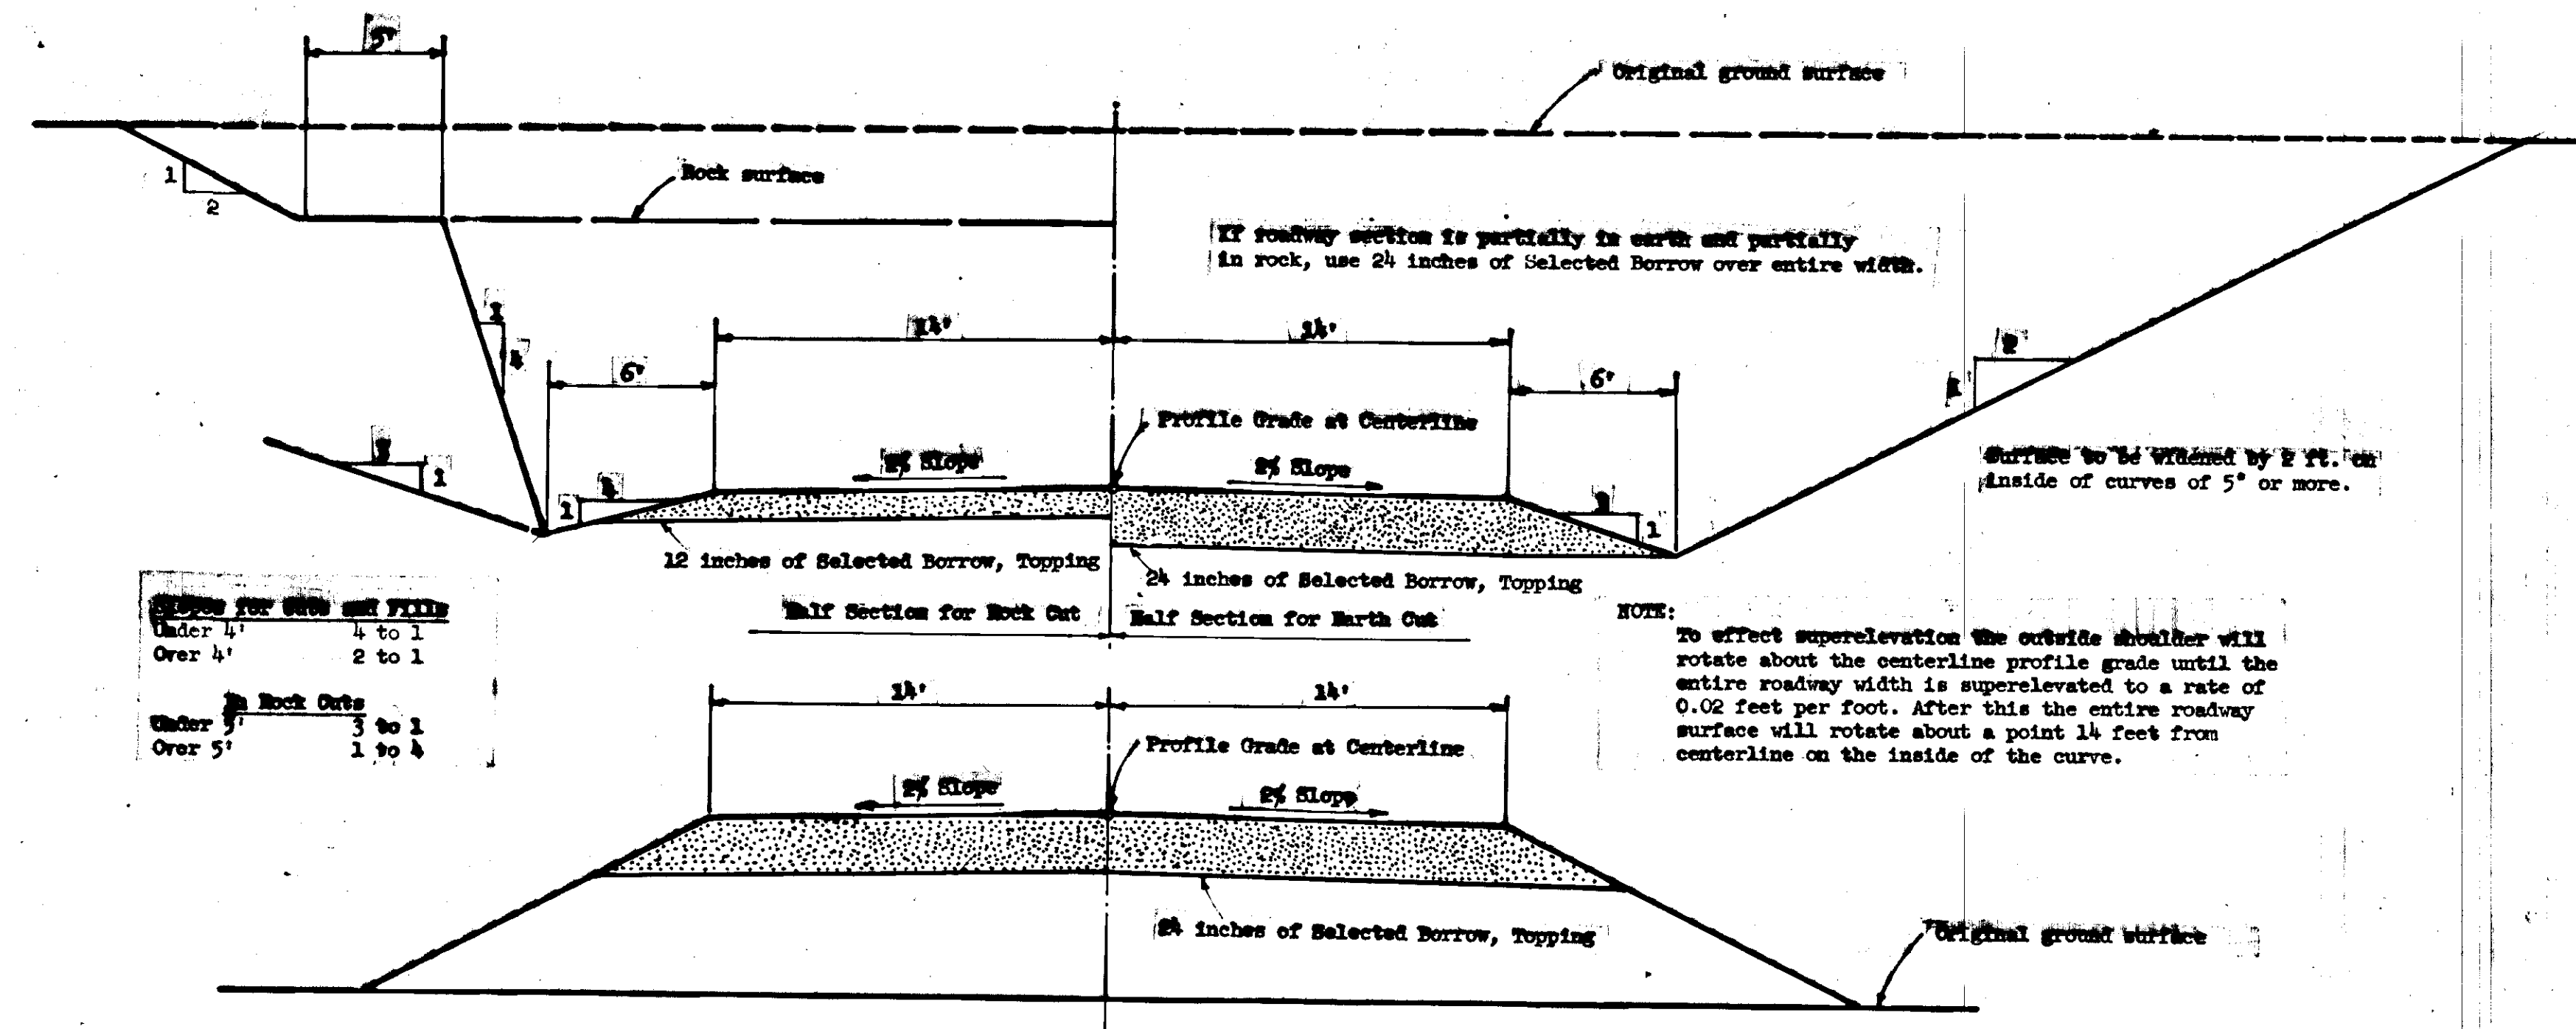 5'
Original ground surface
1
2
Rock surface
If roadway section is partially in earth and partially
in rock, use 24 inches of Selected Borrow over entire width.
1
4
14'
14'
6'
6'
2
1
Profile Grade at Centerline
2% Slope
2% Slope
Surface to be widened by 2 ft. on
inside of curves of 5° or more.
3
1
1
1
12 inches of Selected Borrow, Topping
24 inches of Selected Borrow, Topping
Half Section for Rock Cut
Half Section for Earth Cut
Slopes for Cuts and Fills
Under 4' 4 to 1
Over 4' 2 to 1
In Rock Cuts
Under 5' 3 to 1
Over 5' 1 to 4
NOTE:
To effect superelevation the outside shoulder will
rotate about the centerline profile grade until the
entire roadway width is superelevated to a rate of
0.02 feet per foot. After this the entire roadway
surface will rotate about a point 14 feet from
centerline on the inside of the curve.
14'
14'
Profile Grade at Centerline
2% Slope
2% Slope
24 inches of Selected Borrow, Topping
Original ground surface